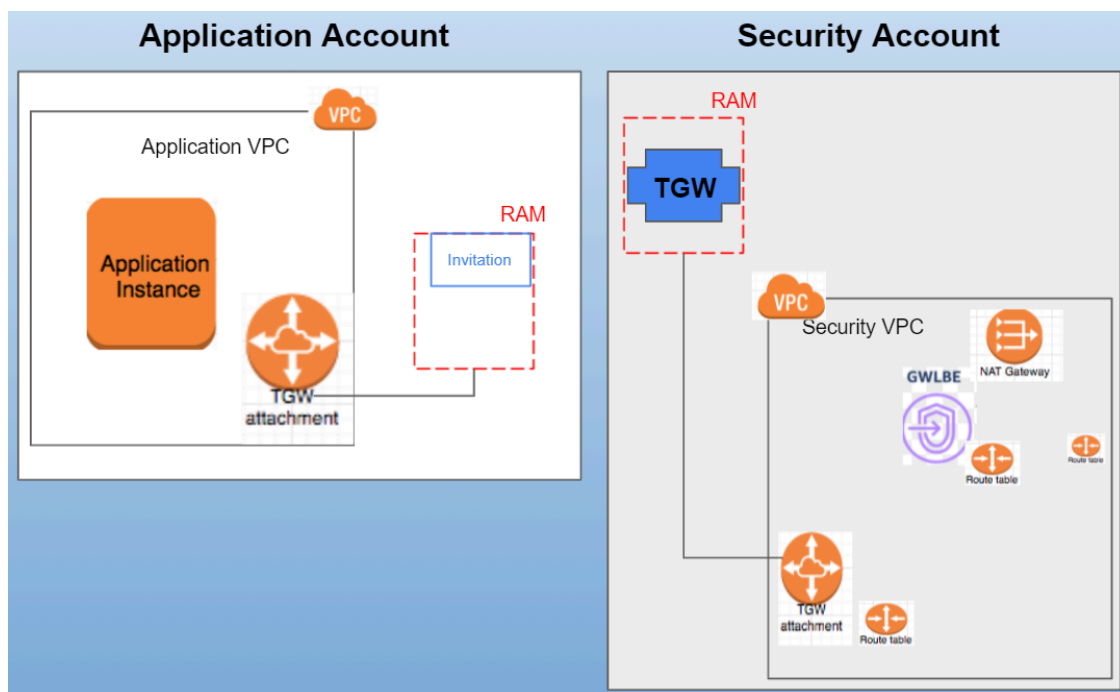 Application Account
Security Account
VPC
Application VPC
Application
Instance
TGW
attachment
RAM
Invitation
RAM
TGW
VPC
Security VPC
NAT Gateway
GWLBE
Route table
Route table
TGW
attachment
Route table